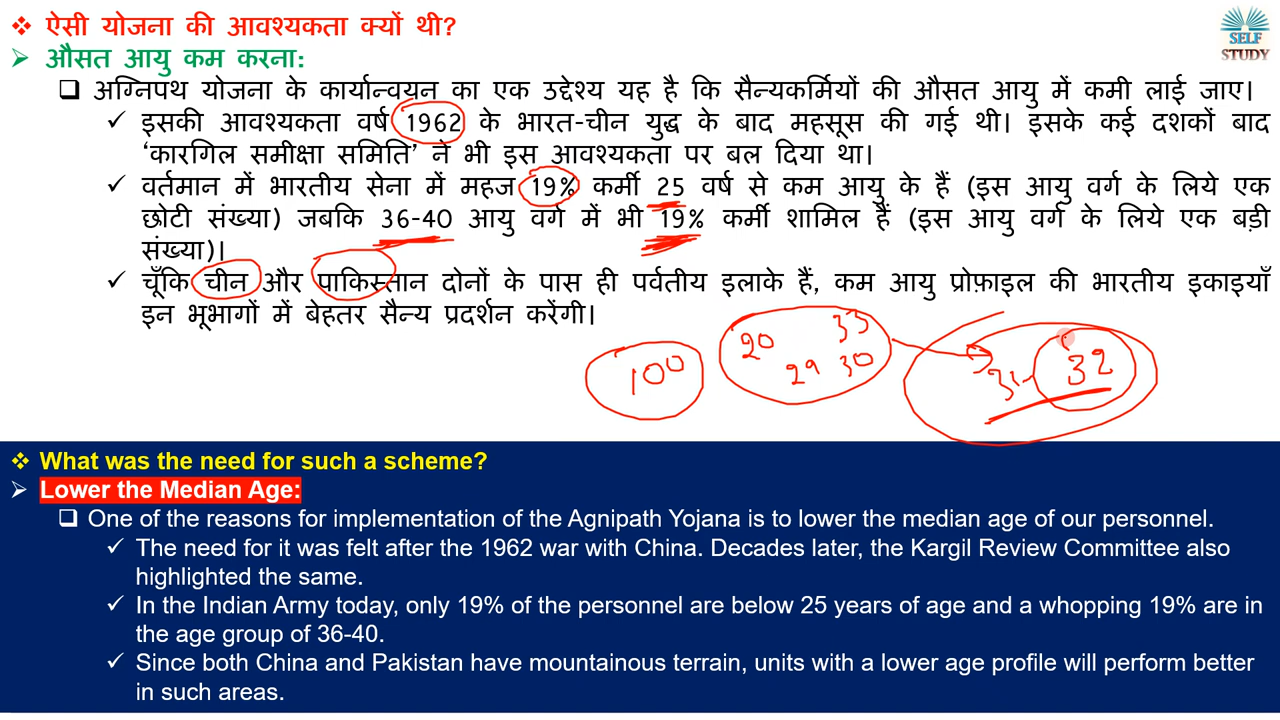 ❖ ऐसी योजना की आवश्यकता क्यों थी?
SELF
STUDY
➢ औसत आयु कम करना:
❑ अग्निपथ योजना के कार्यान्वयन का एक उद्देश्य यह है कि सैन्यकर्मियों की औसत आयु में कमी लाई जाए।
✓ इसकी आवश्यकता वर्ष 1962 के भारत-चीन युद्ध के बाद महसूस की गई थी। इसके कई दशकों बाद
‘कारगिल समीक्षा समिति’ ने भी इस आवश्यकता पर बल दिया था।
✓ वर्तमान में भारतीय सेना में महज 19% कर्मी 25 वर्ष से कम आयु के हैं (इस आयु वर्ग के लिये एक
छोटी संख्या) जबकि 36-40 आयु वर्ग में भी 19% कर्मी शामिल हैं (इस आयु वर्ग के लिये एक बड़ी
संख्या)।
✓ चूँकि चीन और पाकिस्तान दोनों के पास ही पर्वतीय इलाके हैं, कम आयु प्रोफ़ाइल की भारतीय इकाइयाँ
इन भूभागों में बेहतर सैन्य प्रदर्शन करेंगी।
20 33
100 29 30 32
❖ What was the need for such a scheme?
➢ Lower the Median Age:
❑ One of the reasons for implementation of the Agnipath Yojana is to lower the median age of our personnel.
✓ The need for it was felt after the 1962 war with China. Decades later, the Kargil Review Committee also
highlighted the same.
✓ In the Indian Army today, only 19% of the personnel are below 25 years of age and a whopping 19% are in
the age group of 36-40.
✓ Since both China and Pakistan have mountainous terrain, units with a lower age profile will perform better
in such areas.